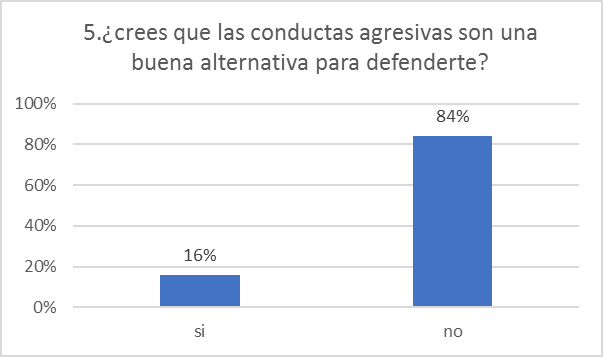 5.¿crees que las conductas agresivas son una
buena alternativa para defenderte?
100%
80%
60%
40%
20%
0%
16%
84%
si
no